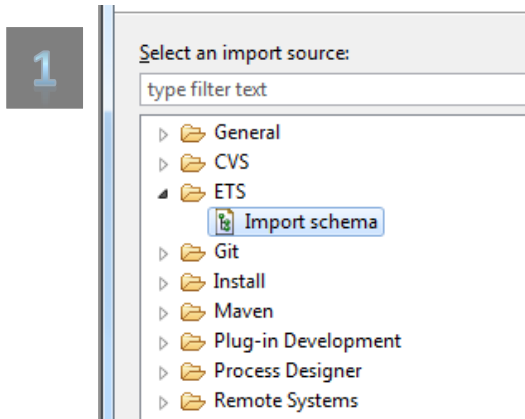 1
Select an import source:
type filter text
General
CVS
ETS
Import schema
Git
Install
Maven
Plug-in Development
Process Designer
Remote Systems